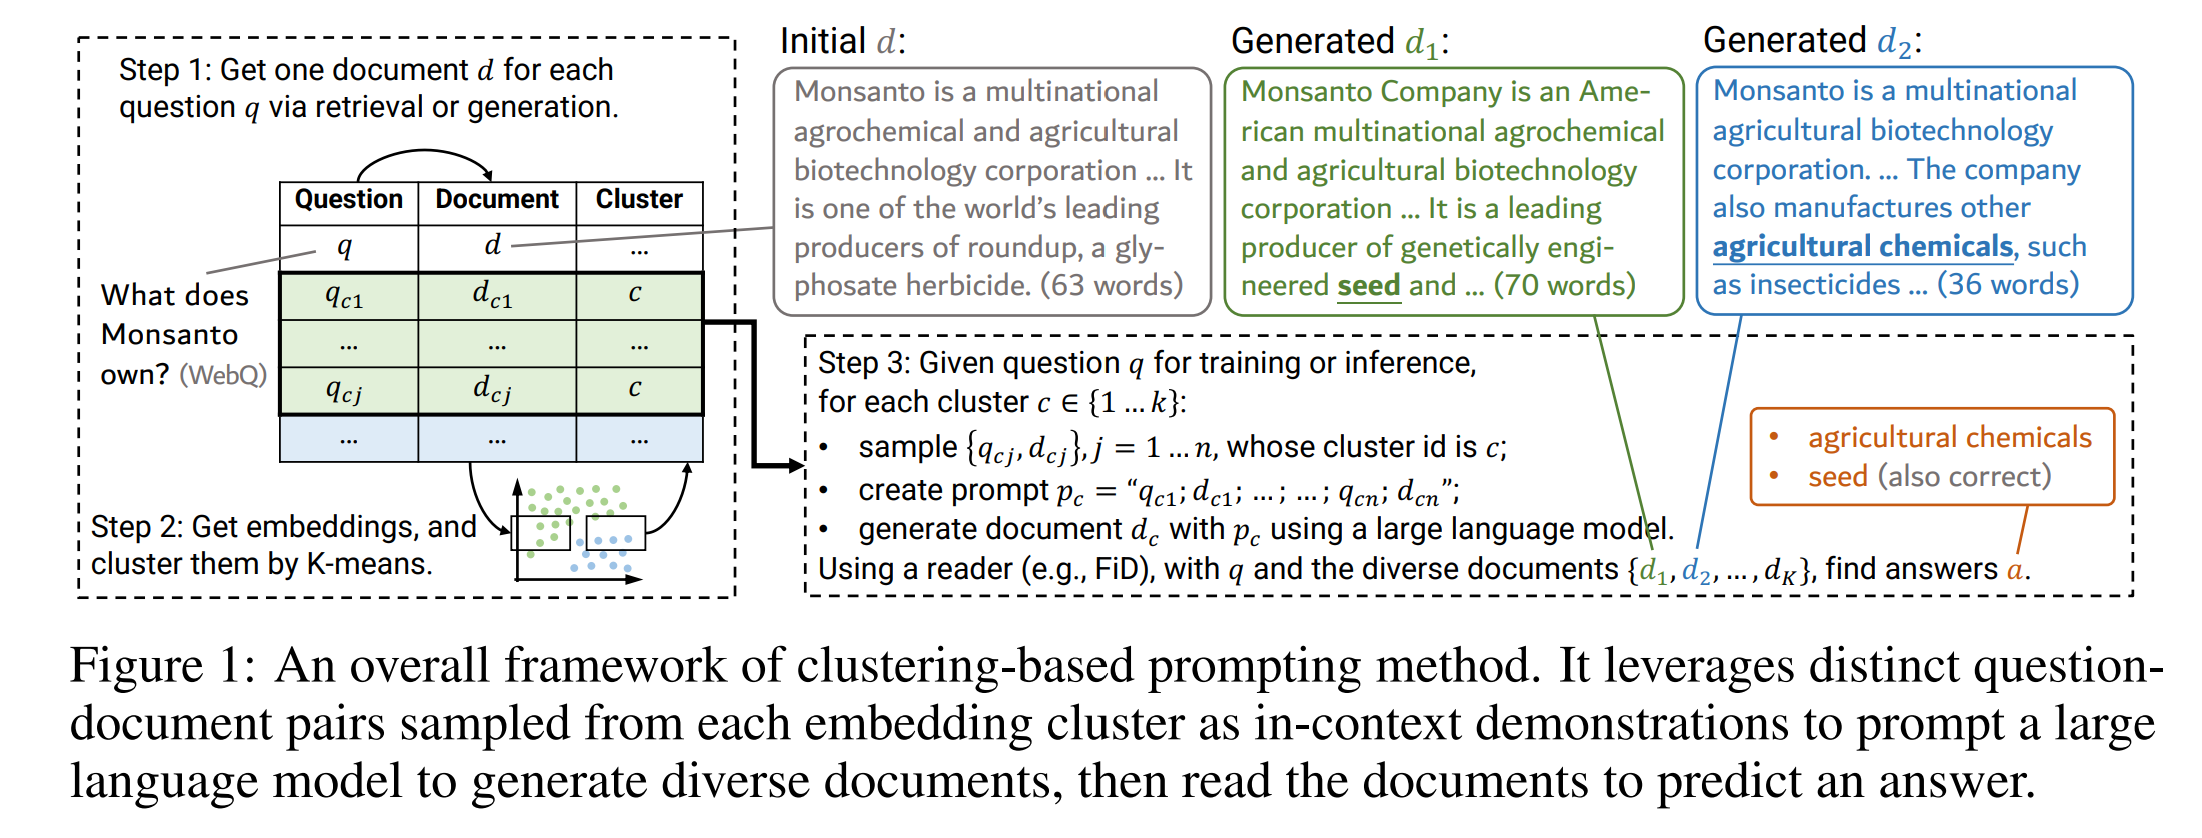 Step 1: Get one document d for each
question q via retrieval or generation.
Question Document Cluster
q d ...
q_{c1} d_{c1} c
... ... ...
q_{cj} d_{cj} c
... ... ...
What does
Monsanto
own? (WebQ)
Step 2: Get embeddings, and
cluster them by K-means.
Initial d:
Monsanto is a multinational
agrochemical and agricultural
biotechnology corporation ... It
is one of the world’s leading
producers of roundup, a gly-
phosate herbicide. (63 words)
Generated d_1:
Monsanto Company is an Ame-
rican multinational agrochemical
and agricultural biotechnology
corporation ... It is a leading
producer of genetically engi-
neered seed and ... (70 words)
Generated d_2:
Monsanto is a multinational
agricultural biotechnology
corporation. ... The company
also manufactures other
agricultural chemicals, such
as insecticides ... (36 words)
Step 3: Given question q for training or inference,
for each cluster c ∈ {1 ... k}:
• sample {q_{cj}, d_{cj}}, j = 1 ... n, whose cluster id is c;
• create prompt p_c = “q_{c1}; d_{c1}; ... ; ... ; q_{cn}; d_{cn}”;
• generate document d_c with p_c using a large language model.
Using a reader (e.g., FiD), with q and the diverse documents {d_1, d_2, ... , d_K}, find answers a.
• agricultural chemicals
• seed (also correct)
Figure 1: An overall framework of clustering-based prompting method. It leverages distinct question-
document pairs sampled from each embedding cluster as in-context demonstrations to prompt a large
language model to generate diverse documents, then read the documents to predict an answer.